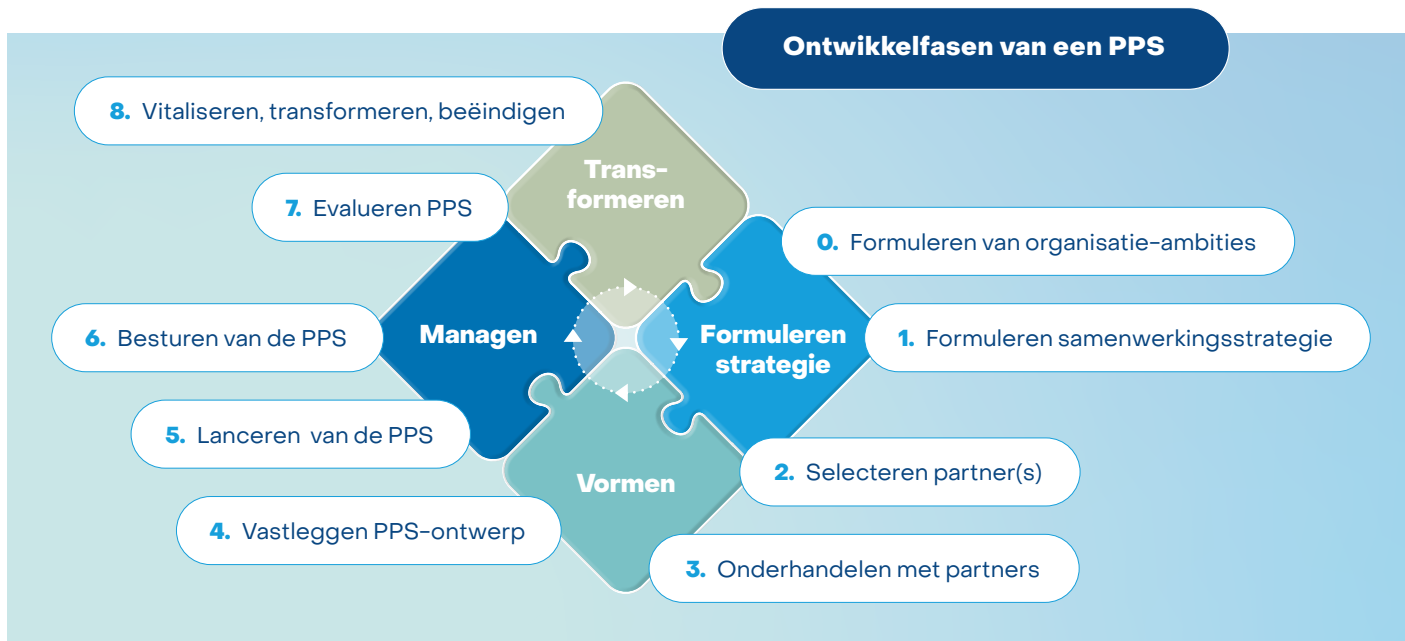 Ontwikkelfasen van een PPS
8. Vitaliseren, transformeren, beëindigen
Trans-
formeren
7. Evalueren PPS
0. Formuleren van organisatie-ambities
6. Besturen van de PPS
Managen
Formuleren
strategie
1. Formuleren samenwerkingsstrategie
5. Lanceren van de PPS
Vormen
2. Selecteren partner(s)
4. Vastleggen PPS-ontwerp
3. Onderhandelen met partners